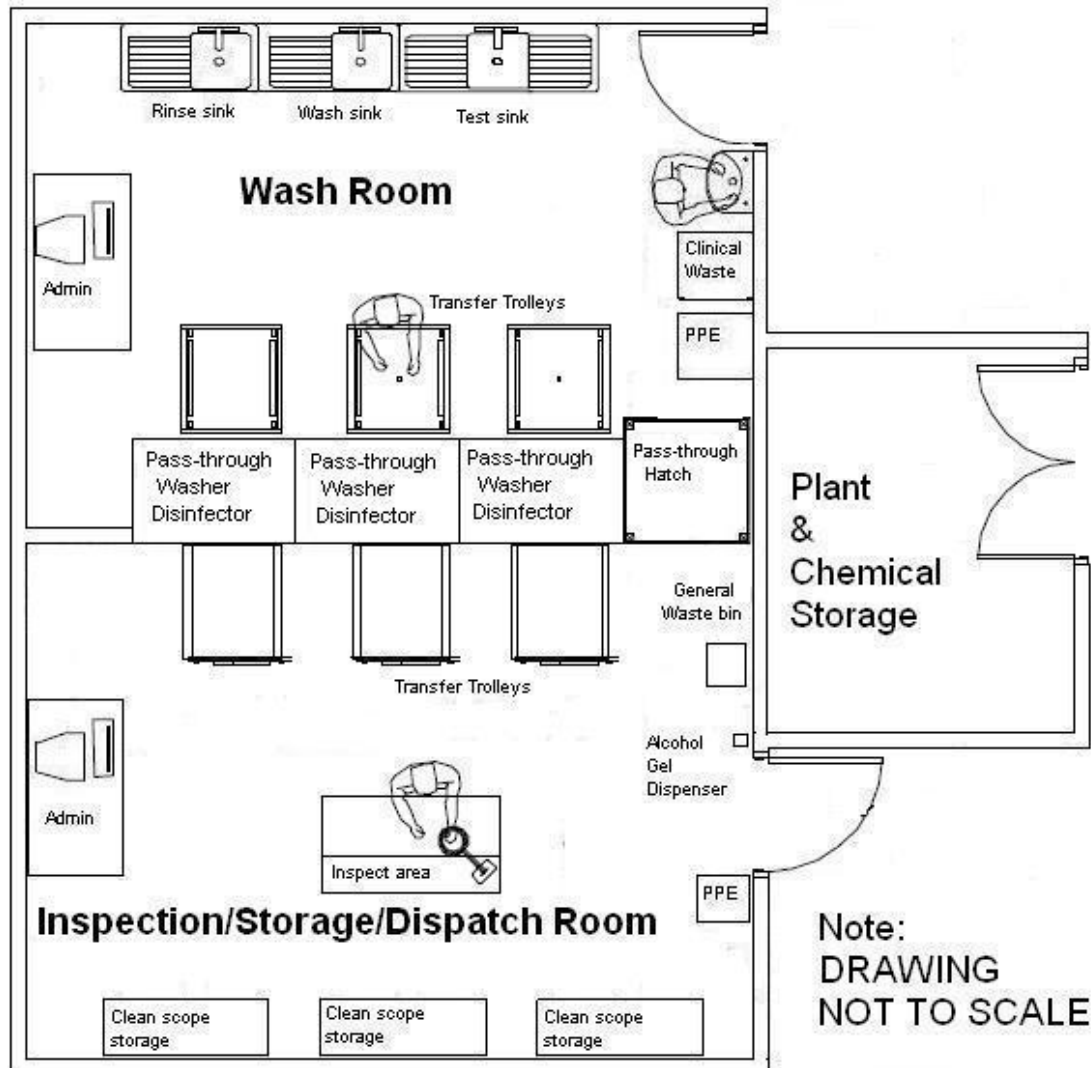 Rinse sink
Wash sink
Test sink
Wash Room
Admin
Clinical
Waste
Transfer Trolleys
PPE
Pass-through
Washer
Disinfector
Pass-through
Washer
Disinfector
Pass-through
Washer
Disinfector
Pass-through
Hatch
Plant
&
Chemical
Storage
General
Waste bin
Transfer Trolleys
Alcohol
Gel
Dispenser
Admin
Inspect area
PPE
Inspection/Storage/Dispatch Room
Note:
DRAWING
NOT TO SCALE
Clean scope
storage
Clean scope
storage
Clean scope
storage